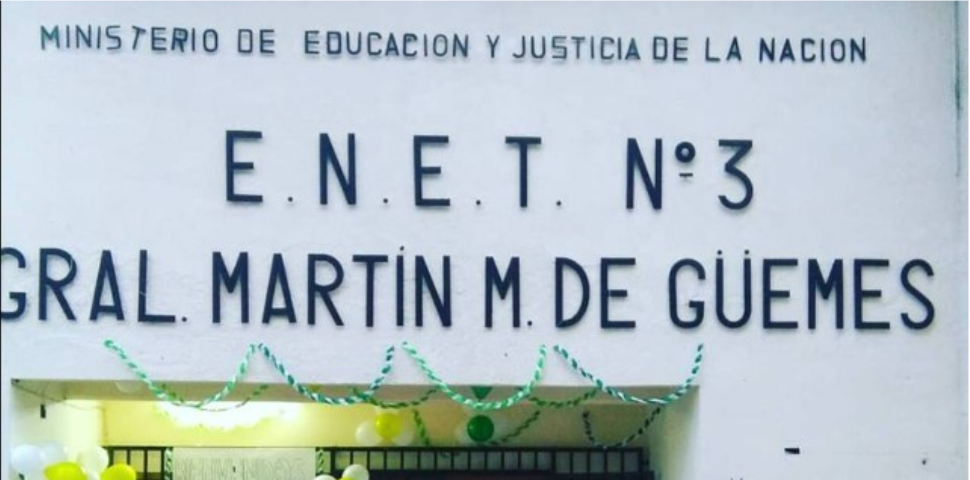 MINISTERIO DE EDUCACION Y JUSTICIA DE LA NACION
E.N.E.T. Nº3
GRAL. MARTÍN M. DE GÜEMES